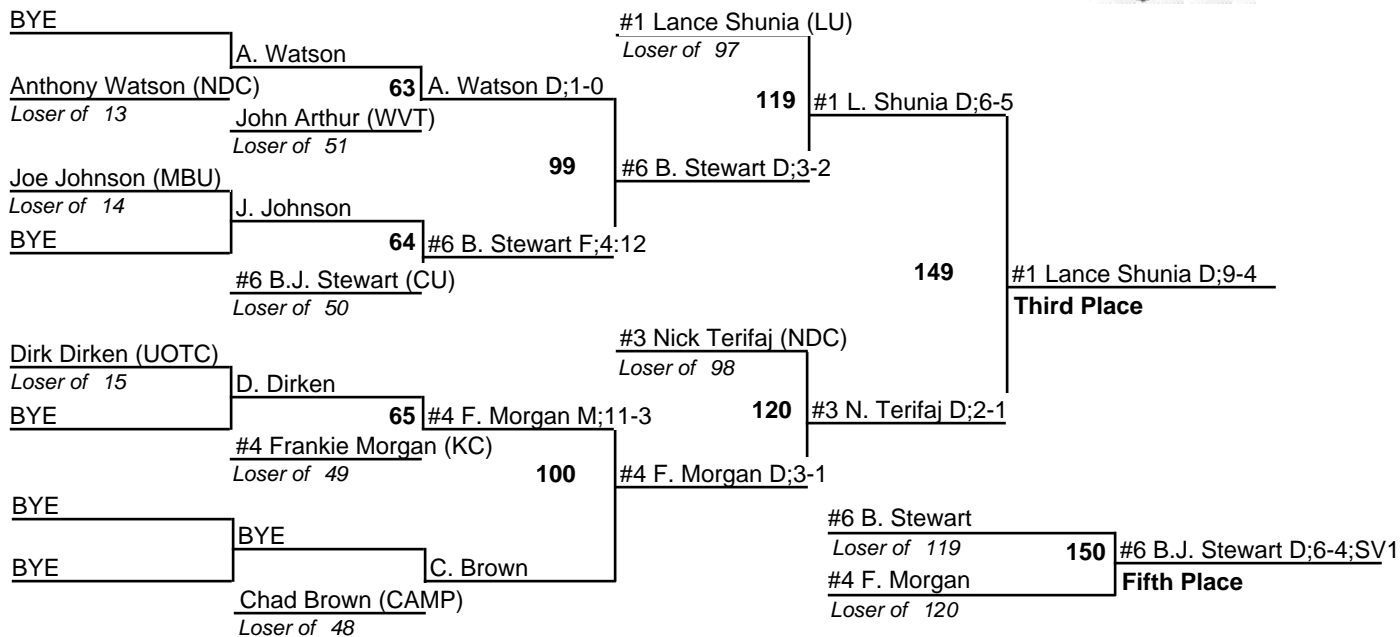 BYE
A. Watson
Anthony Watson (NDC)
Loser of 13
63
A. Watson D;1-0
John Arthur (WVT)
Loser of 51
99
Joe Johnson (MBU)
Loser of 14
J. Johnson
BYE
64
#6 B. Stewart F;4:12
#6 B.J. Stewart (CU)
Loser of 50
#1 Lance Shunia (LU)
Loser of 97
119
#1 L. Shunia D;6-5
#6 B. Stewart D;3-2
149
#1 Lance Shunia D;9-4
Third Place
Dirk Dirken (UOTC)
Loser of 15
D. Dirken
BYE
65
#4 F. Morgan M;11-3
#4 Frankie Morgan (KC)
Loser of 49
100
BYE
BYE
BYE
C. Brown
Chad Brown (CAMP)
Loser of 48
#3 Nick Terifaj (NDC)
Loser of 98
120
#3 N. Terifaj D;2-1
#4 F. Morgan D;3-1
#6 B. Stewart
Loser of 119
150
#6 B.J. Stewart D;6-4;SV1
#4 F. Morgan
Fifth Place
Loser of 120